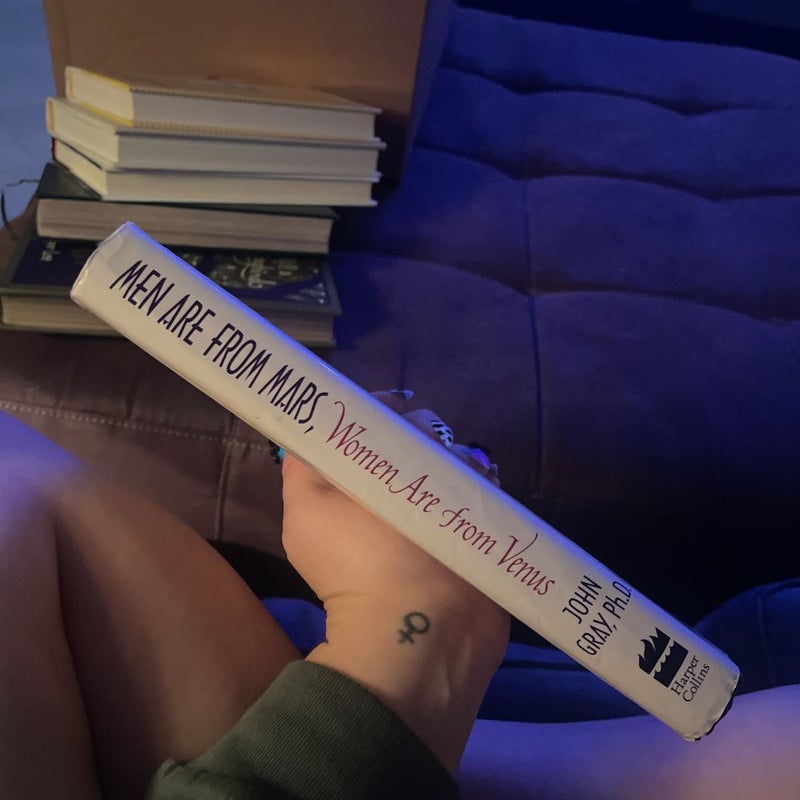 MEN ARE FROM MARS, Women Are from Venus
JOHN
GRAY, Ph.D.
Harper
Collins